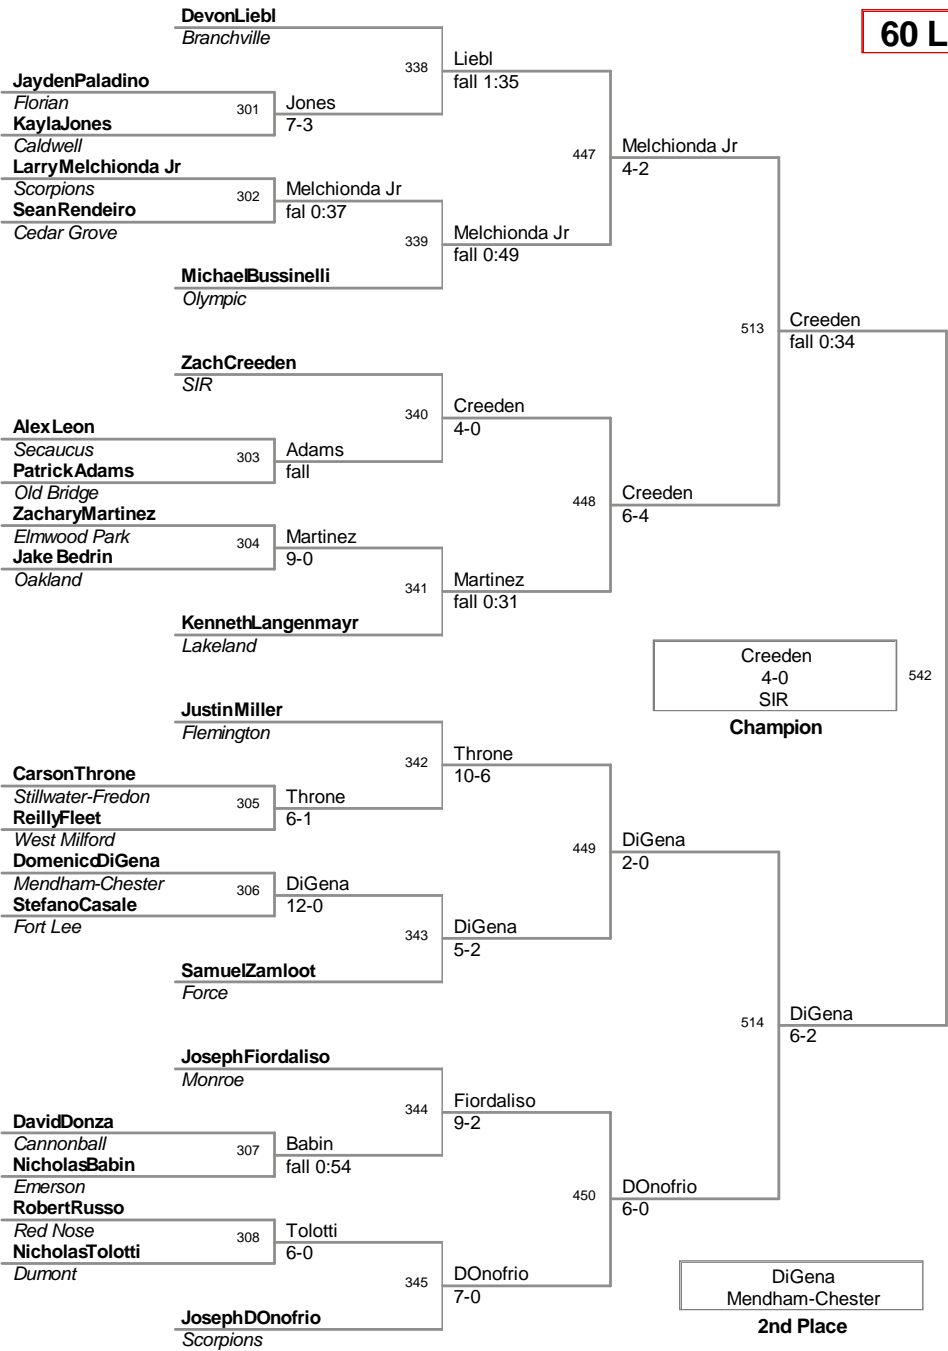 DevonLiebl
Branchville
60 L
338
Liebl
fall 1:35
JaydenPaladino
Florian
301
Jones
7-3
KaylaJones
Caldwell
447
Melchionda Jr
4-2
LarryMelchionda Jr
Scorpions
302
Melchionda Jr
fal 0:37
SeanRendeiro
Cedar Grove
339
Melchionda Jr
fall 0:49
MichaelBussinelli
Olympic
513
Creeden
fall 0:34
ZachCreeden
SIR
340
Creeden
4-0
AlexLeon
Secaucus
303
Adams
fall
PatrickAdams
Old Bridge
448
Creeden
6-4
ZacharyMartinez
Elmwood Park
304
Martinez
9-0
Jake Bedrin
Oakland
341
Martinez
fall 0:31
KennethLangenmayr
Lakeland
Creeden
4-0
SIR
542
Champion
JustinMiller
Flemington
342
Throne
10-6
CarsonThrone
Stillwater-Fredon
305
Throne
6-1
ReillyFleet
West Milford
449
DiGena
2-0
DomenicoDiGena
Mendham-Chester
306
DiGena
12-0
StefanoCasale
Fort Lee
343
DiGena
5-2
SamuelZamloot
Force
514
DiGena
6-2
JosephFiordaliso
Monroe
344
Fiordaliso
9-2
DavidDonza
Cannonball
307
Babin
fall 0:54
NicholasBabin
Emerson
450
DOnofrio
6-0
RobertRusso
Red Nose
308
Tolotti
6-0
NicholasTolotti
Dumont
345
DOnofrio
7-0
JosephDOnofrio
Scorpions
DiGena
Mendham-Chester
2nd Place